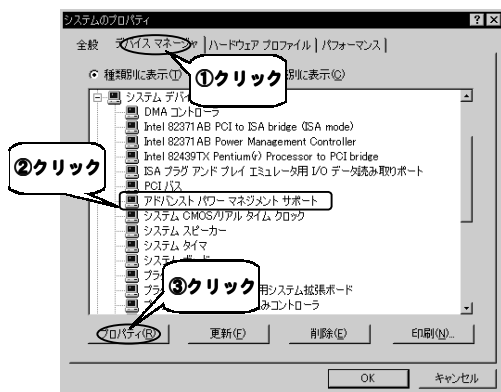 システムのプロパティ
全般 デバイス マネージャ ハードウェア プロファイル パフォーマンス
種類別に表示(T) 別に表示(C)
①クリック
システム デバイ
DMA コントローラ
Intel 82371AB PCI to ISA bridge (ISA mode)
Intel 82371AB Power Management Controller
Intel 82439TX Pentium(r) Processor to PCI bridge
ISA プラグ アンド プレイ エミュレータ用 I/O データ読み取りポート
②クリック
PCI バス
アドバンスト パワー マネジメント サポート
システム CMOS/リアル タイム クロック
システム スピーカー
システム タイマ
システム ボード
③クリック
用システム拡張ボード
みコントローラ
プロパティ(R) 更新(F) 削除(E) 印刷(N)...
OK キャンセル